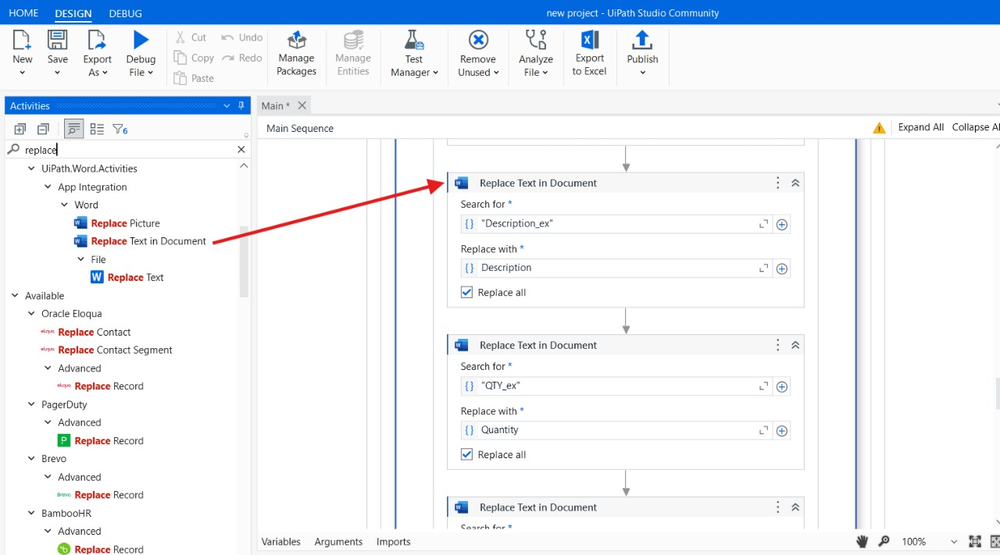 HOME DESIGN DEBUG
new project - UiPath Studio Community
New
Save
Export As
Debug File
Cut
Copy
Paste
Undo
Redo
Manage Packages
Manage Entities
Test Manager
Remove Unused
Analyze File
Export to Excel
Publish
Activities
6
replace
UiPath.Word.Activities
App Integration
Word
Replace Picture
Replace Text in Document
File
W Replace Text
Available
Oracle Eloqua
eloqua Replace Contact
eloqua Replace Contact Segment
Advanced
eloqua Replace Record
PagerDuty
Advanced
P Replace Record
Brevo
Advanced
Brevo Replace Record
BambooHR
Advanced
Replace Record
Main *
Main Sequence
Expand All Collapse Al
Replace Text in Document
Search for *
{} "Description_ex"
Replace with *
{} Description
Replace all
Replace Text in Document
Search for *
{} "QTY_ex"
Replace with *
{} Quantity
Replace all
Replace Text in Document
Search for *
Variables Arguments Imports
100%